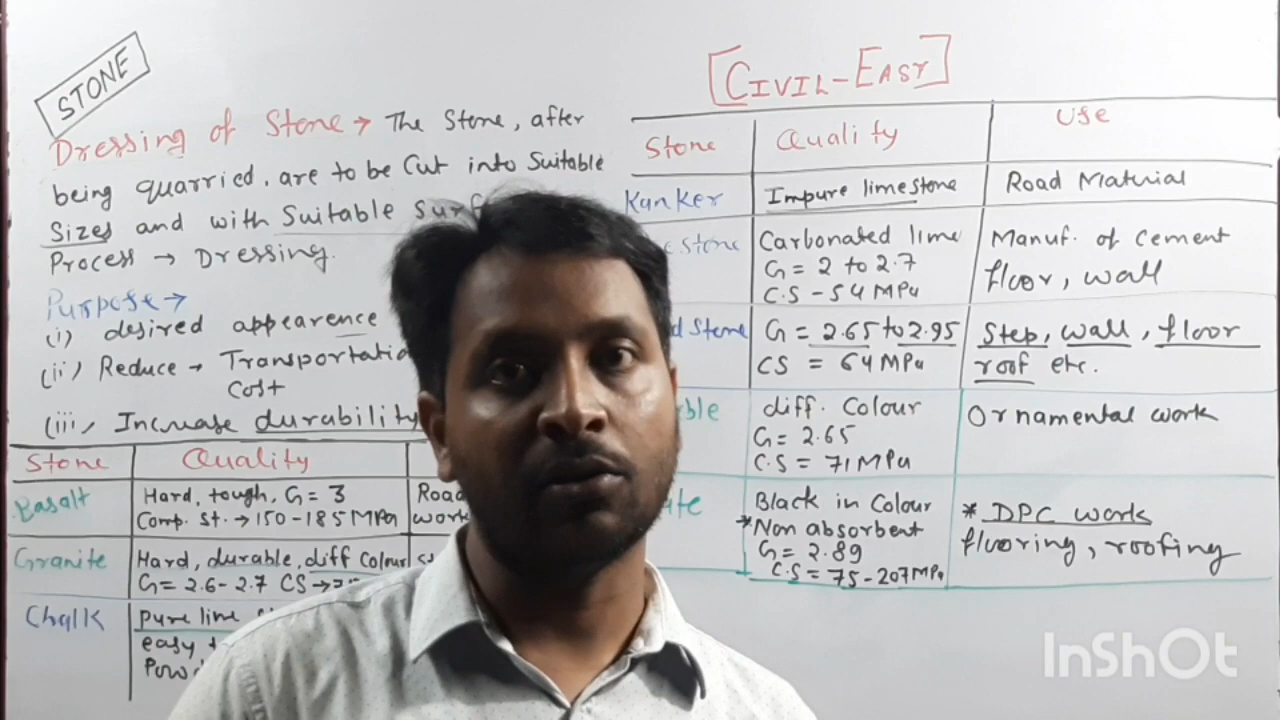 STONE
Dressing of Stone → The Stone, after
being quarried, are to be Cut into Suitable
Sizes and with Suitable
Process → Dressing.
Purpose →
(i) desired appearence
(ii) Reduce → Transportatio
Cost
(iii) Increase durability
Stone Quality
Basalt Hard, tough, G = 3 Road
Comp. st. → 150-185 MPa work
Granite Hard, durable, diff Colour
G = 2.6-2.7 CS →
Chalk pure lime
easy
Pow
[CIVIL-EASY]
Stone Quality Use
Kanker Impure limestone Road Material
Stone Carbonated lime Manuf. of cement
G = 2 to 2.7 floor, wall
C.S - 54 MPa
Stone G = 2.65 to 2.95 Step, wall, floor
CS = 64 MPa roof etc.
ble diff. Colour Ornamental work
G = 2.65
C.S = 71 MPa
te Black in Colour * DPC work
*Non absorbent flooring, roofing
G = 2.89
C.S = 75-207 MPa
InShOt